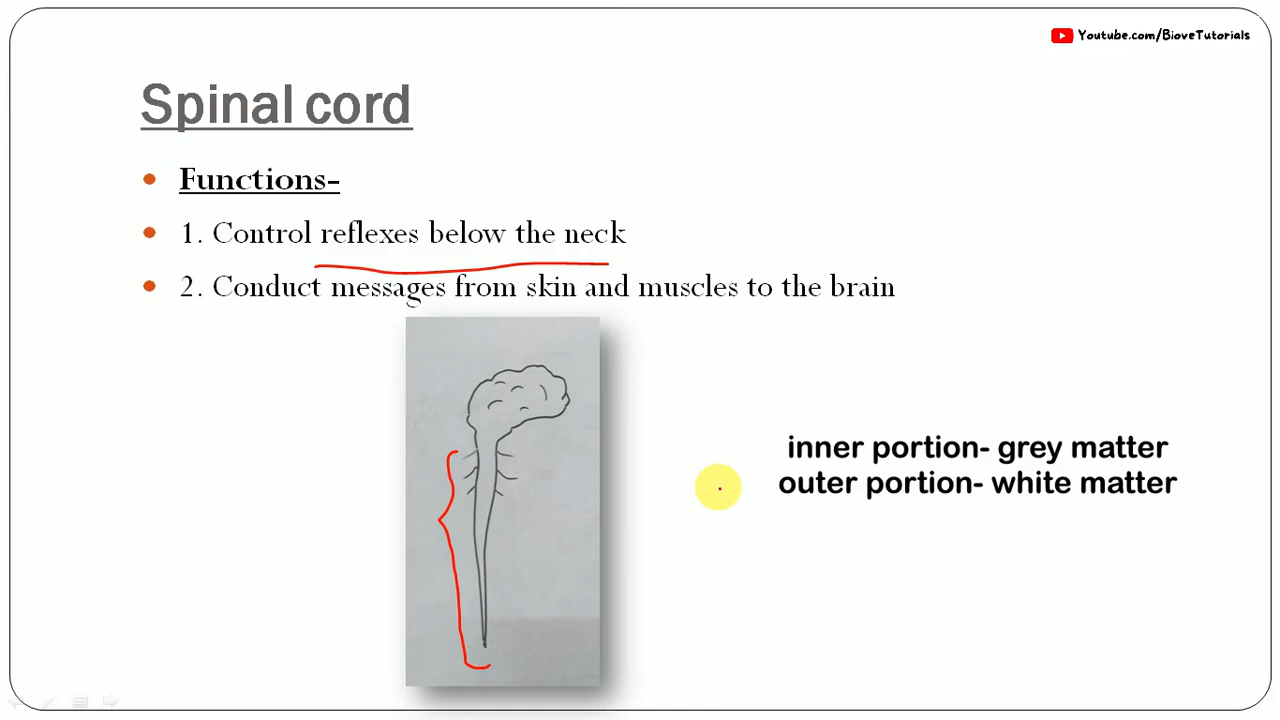 Youtube.com/BioveTutorials
Spinal cord
Functions-
1. Control reflexes below the neck
2. Conduct messages from skin and muscles to the brain
inner portion- grey matter
outer portion- white matter